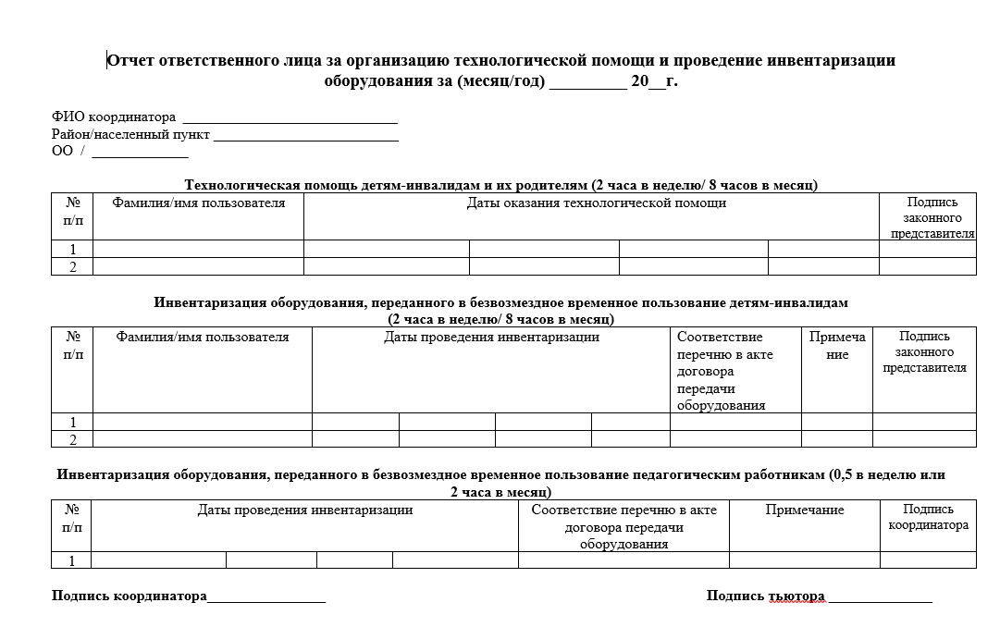 Отчет ответственного лица за организацию технологической помощи и проведение инвентаризации
оборудования за (месяц/год) _________ 20__г.
ФИО координатора _____________________________
Район/населенный пункт _________________________
ОО / _____________
Технологическая помощь детям-инвалидам и их родителям (2 часа в неделю/ 8 часов в месяц)
№ Фамилия/имя пользователя Даты оказания технологической помощи Подпись
п/п законного
представителя
1
2
Инвентаризация оборудования, переданного в безвозмездное временное пользование детям-инвалидам
(2 часа в неделю/ 8 часов в месяц)
№ Фамилия/имя пользователя Даты проведения инвентаризации Соответствие Примеча Подпись
п/п перечню в акте ние законного
договора представителя
передачи
оборудования
1
2
Инвентаризация оборудования, переданного в безвозмездное временное пользование педагогическим работникам (0,5 в неделю или
2 часа в месяц)
№ Даты проведения инвентаризации Соответствие перечню в акте Примечание Подпись
п/п договора передачи координатора
оборудования
1
Подпись координатора________________ Подпись тьютора ______________